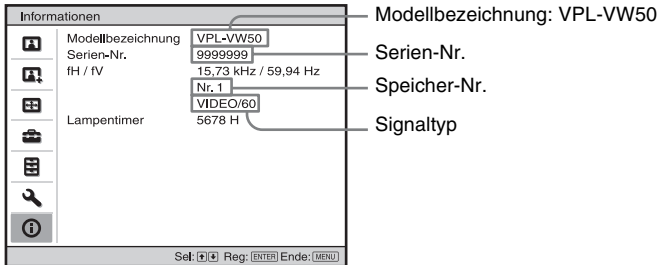 Informationen
Modellbezeichnung VPL-VW50
Serien-Nr. 9999999
fH / fV 15,73 kHz / 59,94 Hz
Nr. 1
VIDEO/60
Lampentimer 5678 H
Sel: Reg: ENTER Ende: MENU
Modellbezeichnung: VPL-VW50
Serien-Nr.
Speicher-Nr.
Signaltyp